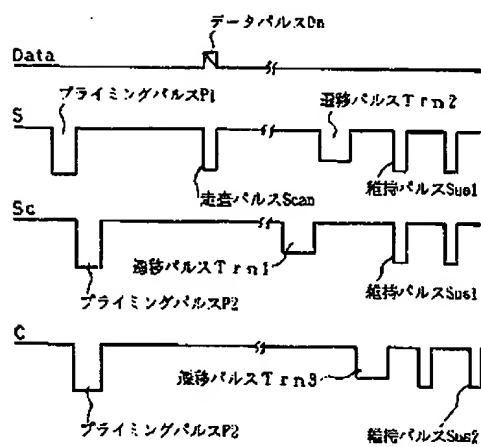 データパルスDn
Data
プライミングパルスP1
遷移パルスTrn2
S
走査パルスScan
維持パルスSus1
Sc
遷移パルスTrn1
維持パルスSus1
プライミングパルスP2
C
遷移パルスTrn3
プライミングパルスP2
維持パルスSus2